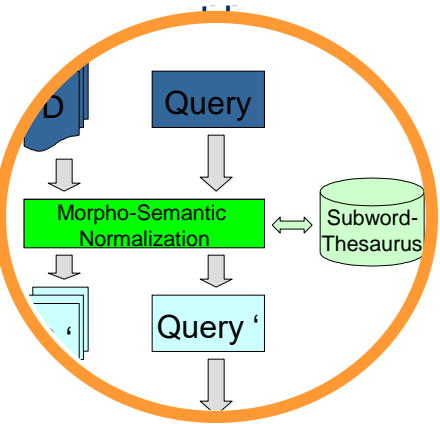 D
Query
Morpho-Semantic
Normalization
Subword-
Thesaurus
‘
Query ‘